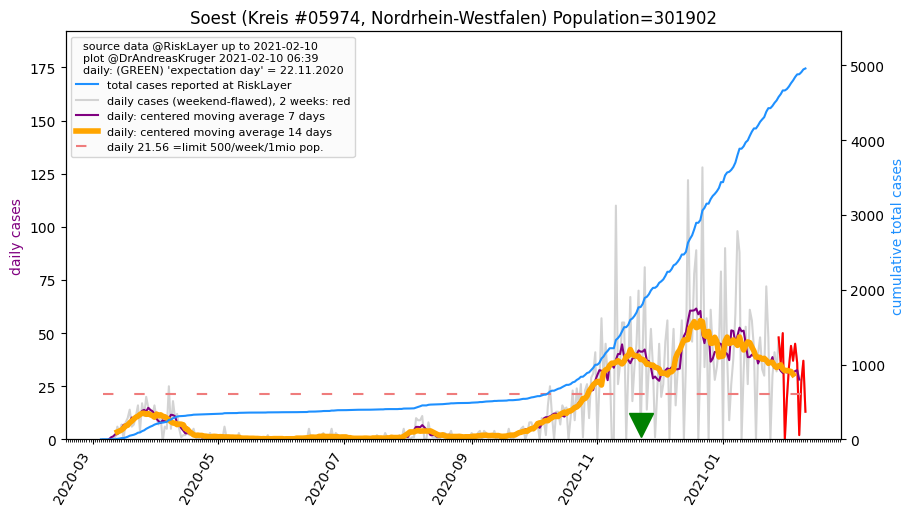 Soest (Kreis #05974, Nordrhein-Westfalen) Population=301902
source data @RiskLayer up to 2021-02-10
plot @DrAndreasKruger 2021-02-10 06:39
daily: (GREEN) 'expectation day' = 22.11.2020
total cases reported at RiskLayer
daily cases (weekend-flawed), 2 weeks: red
daily: centered moving average 7 days
daily: centered moving average 14 days
daily 21.56 =limit 500/week/1mio pop.
daily cases
175
150
125
100
75
50
25
0
cumulative total cases
5000
4000
3000
2000
1000
0
2020-03
2020-05
2020-07
2020-09
2020-11
2021-01